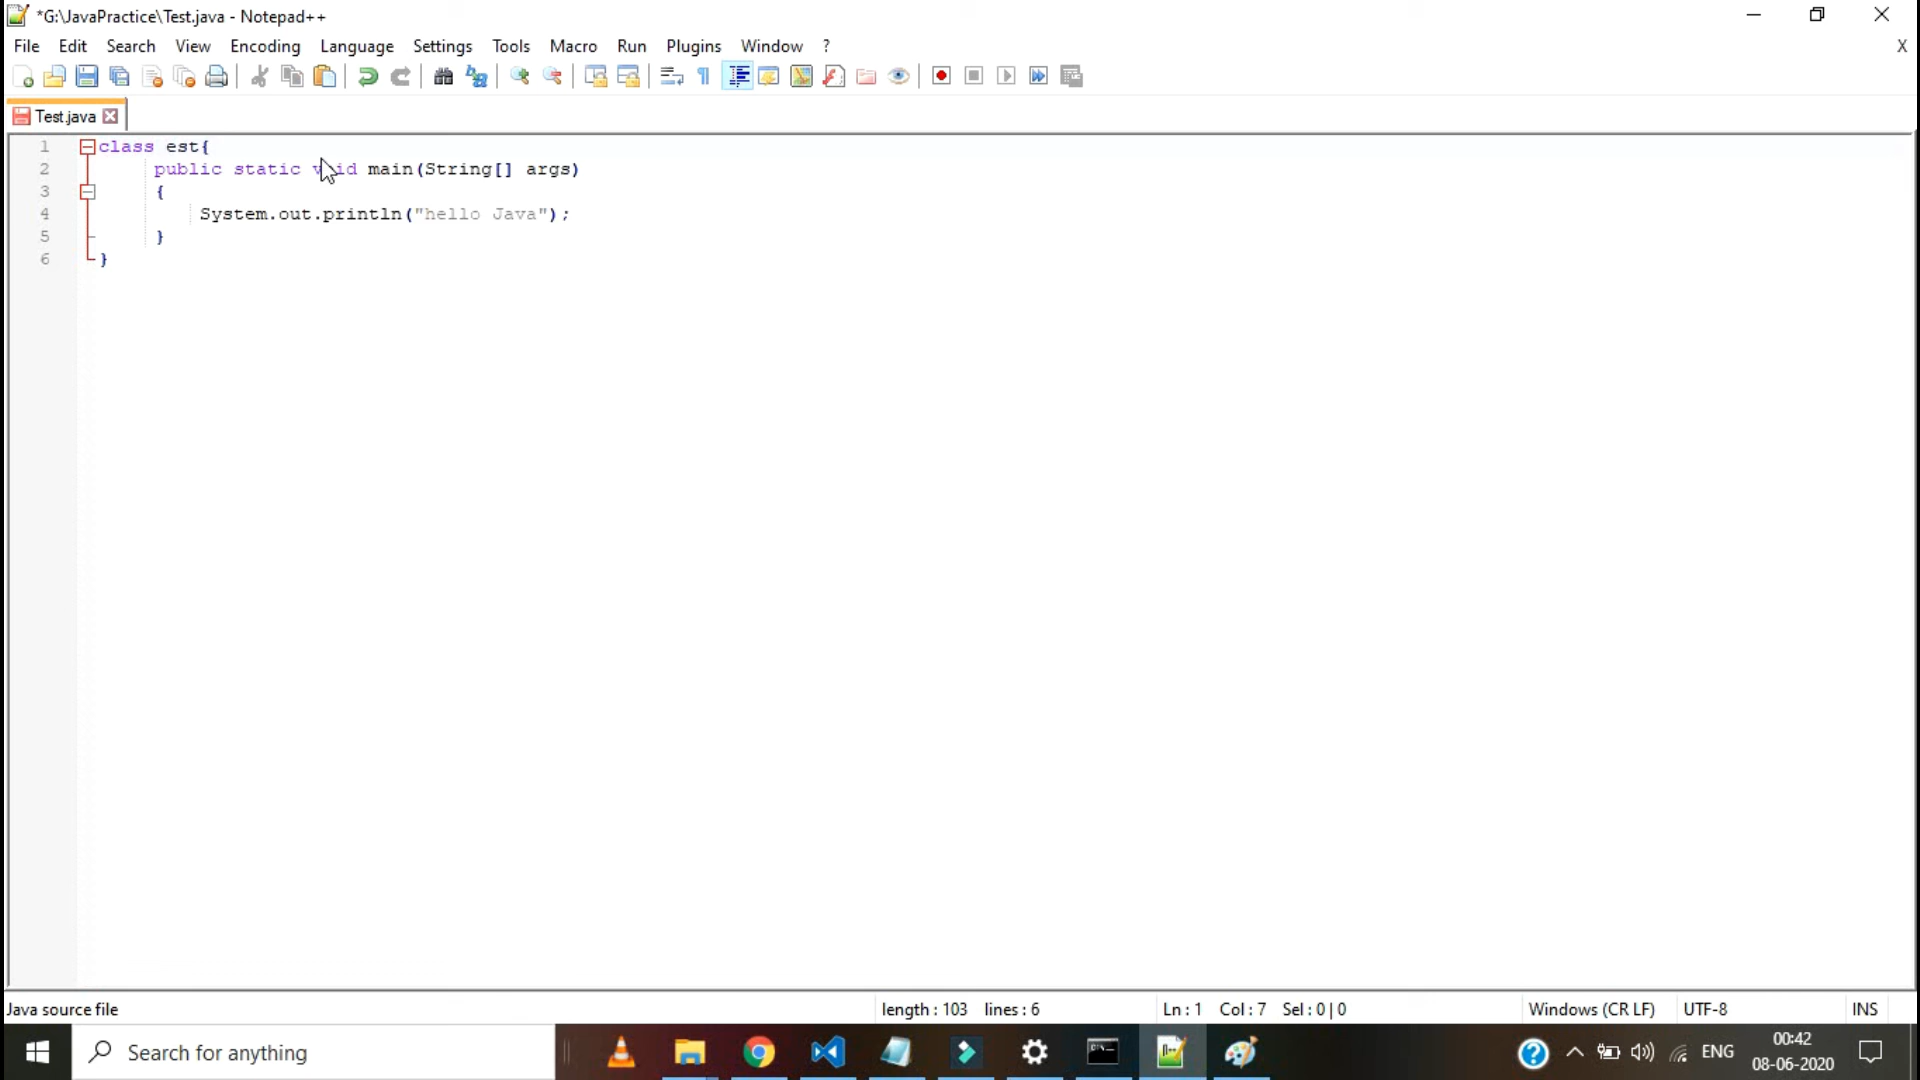 *G:\JavaPractice\Test.java - Notepad++
File Edit Search View Encoding Language Settings Tools Macro Run Plugins Window ? X
Test.java
1 class est{
2 public static void main(String[] args)
3 {
4 System.out.println("hello Java");
5 }
6 }
Java source file length : 103 lines : 6 Ln : 1 Col : 7 Sel : 0 | 0 Windows (CR LF) UTF-8 INS
Search for anything ENG 00:42
08-06-2020